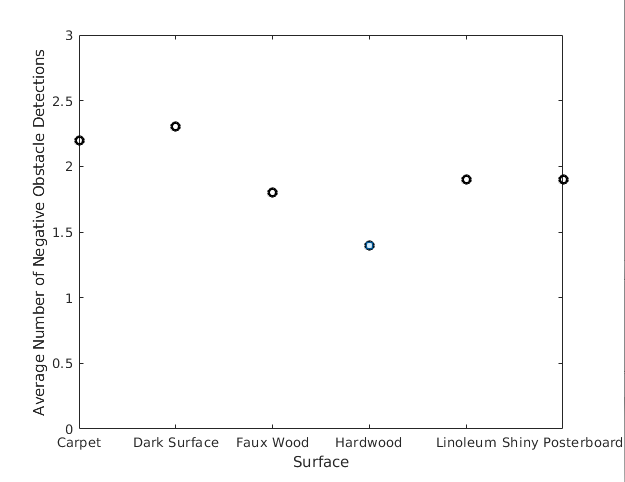 Average Number of Negative Obstacle Detections
3
2.5
2
1.5
1
0.5
0
Carpet Dark Surface Faux Wood Hardwood Linoleum Shiny Posterboard
Surface